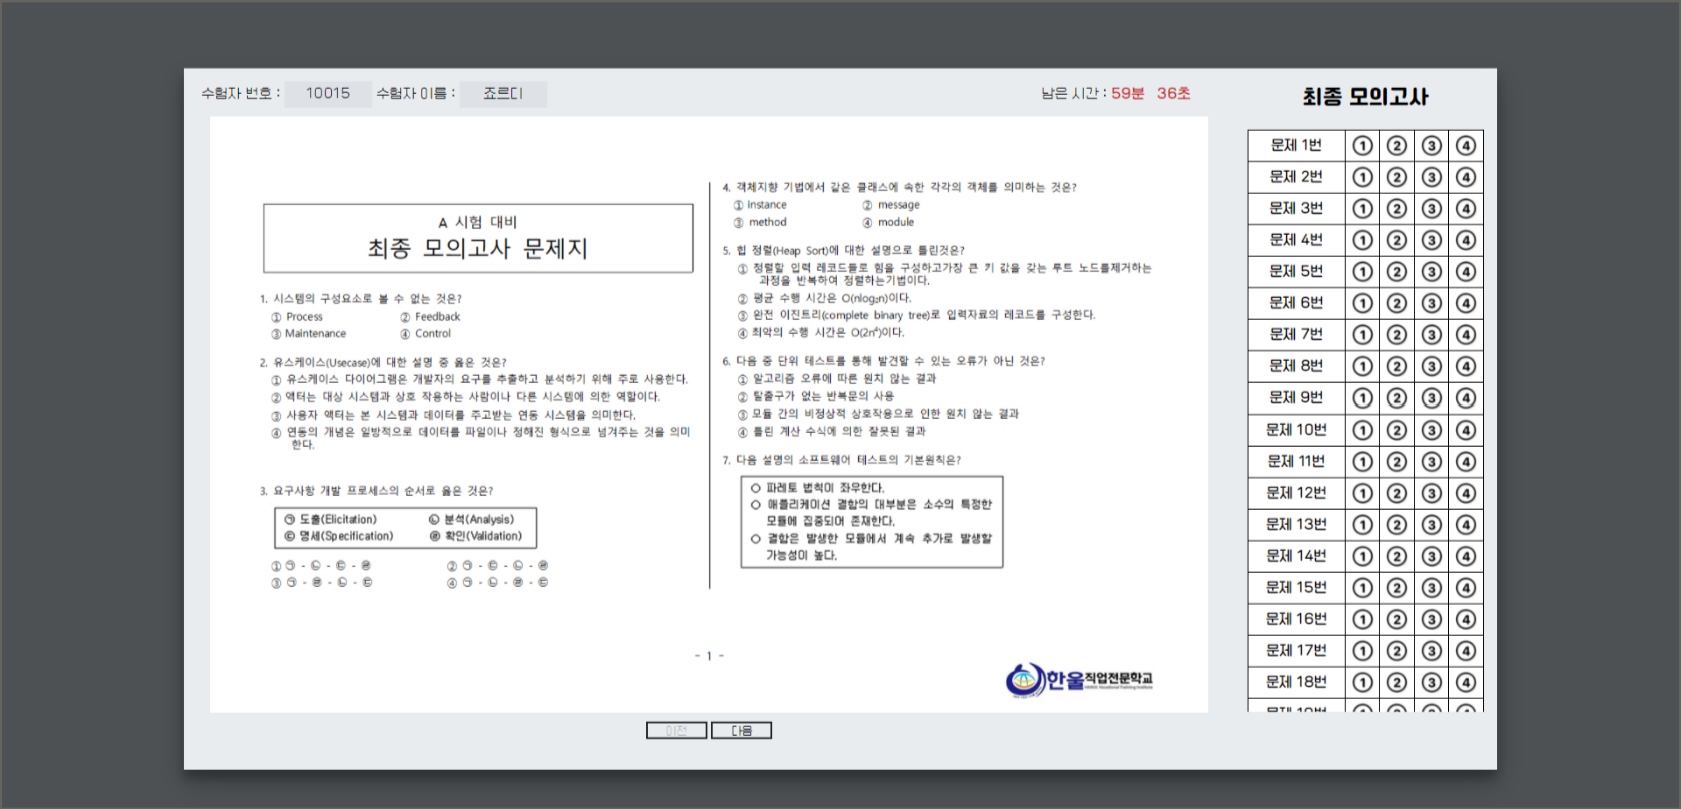 수험자 번호 : 10015 수험자 이름 : 죠르디
남은 시간 : 59분 36초
A 시험 대비
최종 모의고사 문제지
1. 시스템의 구성요소로 볼 수 없는 것은?
① Process ② Feedback
③ Maintenance ④ Control
2. 유스케이스(Usecase)에 대한 설명 중 옳은 것은?
① 유스케이스 다이어그램은 개발자의 요구를 추출하고 분석하기 위해 주로 사용한다.
② 액터는 대상 시스템과 상호 작용하는 사람이나 다른 시스템에 의한 역할이다.
③ 사용자 액터는 본 시스템과 데이터를 주고받는 연동 시스템을 의미한다.
④ 연동의 개념은 일방적으로 데이터를 파일이나 정해진 형식으로 넘겨주는 것을 의미
한다.
3. 요구사항 개발 프로세스의 순서로 옳은 것은?
㉠ 도출(Elicitation) ㉡ 분석(Analysis)
㉢ 명세(Specification) ㉣ 확인(Validation)
① ㉠ - ㉡ - ㉢ - ㉣ ② ㉠ - ㉢ - ㉡ - ㉣
③ ㉠ - ㉣ - ㉡ - ㉢ ④ ㉠ - ㉡ - ㉣ - ㉢
4. 객체지향 기법에서 같은 클래스에 속한 각각의 객체를 의미하는 것은?
① instance ② message
③ method ④ module
5. 힙 정렬(Heap Sort)에 대한 설명으로 틀린것은?
① 정렬할 입력 레코드들로 힙을 구성하고가장 큰 키 값을 갖는 루트 노드를제거하는
과정을 반복하여 정렬하는기법이다.
② 평균 수행 시간은 O(nlog₂n)이다.
③ 완전 이진트리(complete binary tree)로 입력자료의 레코드를 구성한다.
④ 최악의 수행 시간은 O(2n⁴)이다.
6. 다음 중 단위 테스트를 통해 발견할 수 있는 오류가 아닌 것은?
① 알고리즘 오류에 따른 원치 않는 결과
② 탈출구가 없는 반복문의 사용
③ 모듈 간의 비정상적 상호작용으로 인한 원치 않는 결과
④ 틀린 계산 수식에 의한 잘못된 결과
7. 다음 설명의 소프트웨어 테스트의 기본원칙은?
○ 파레토 법칙이 좌우한다.
○ 애플리케이션 결함의 대부분은 소수의 특정한
모듈에 집중되어 존재한다.
○ 결함은 발생한 모듈에서 계속 추가로 발생할
가능성이 높다.
- 1 -
한울직업전문학교
이전 다음
최종 모의고사
문제 1번 ① ② ③ ④
문제 2번 ① ② ③ ④
문제 3번 ① ② ③ ④
문제 4번 ① ② ③ ④
문제 5번 ① ② ③ ④
문제 6번 ① ② ③ ④
문제 7번 ① ② ③ ④
문제 8번 ① ② ③ ④
문제 9번 ① ② ③ ④
문제 10번 ① ② ③ ④
문제 11번 ① ② ③ ④
문제 12번 ① ② ③ ④
문제 13번 ① ② ③ ④
문제 14번 ① ② ③ ④
문제 15번 ① ② ③ ④
문제 16번 ① ② ③ ④
문제 17번 ① ② ③ ④
문제 18번 ① ② ③ ④